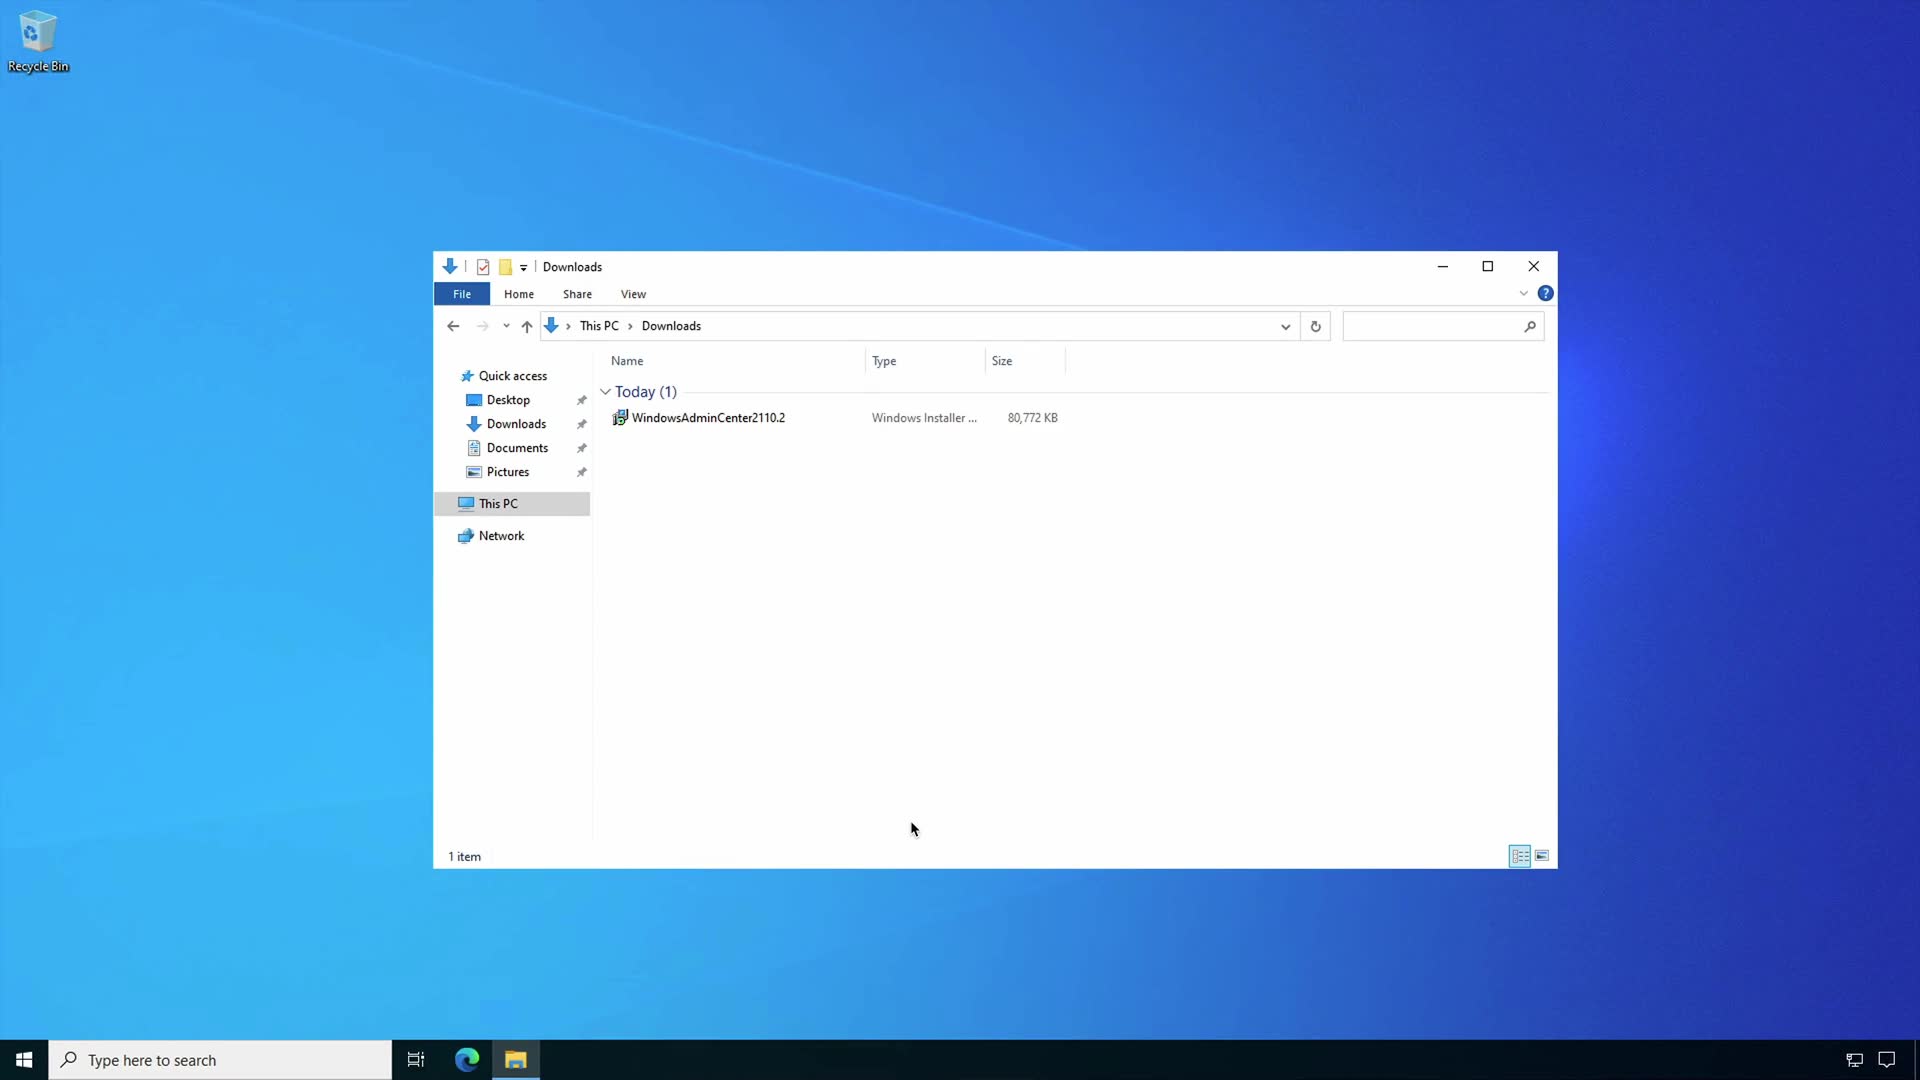 Recycle Bin
Downloads
File Home Share View
This PC Downloads
Name Type Size
Quick access
Today (1)
Desktop
WindowsAdminCenter2110.2 Windows Installer ... 80,772 KB
Downloads
Documents
Pictures
This PC
Network
1 item
Type here to search